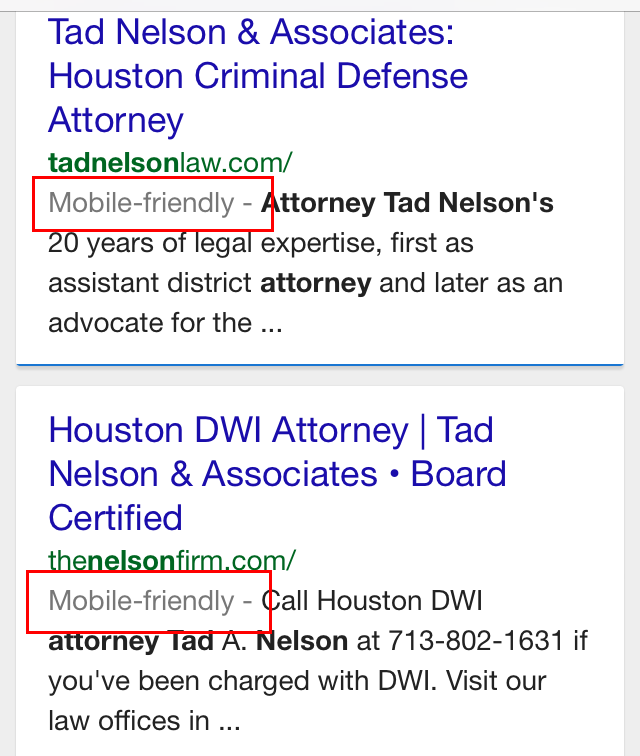 Tad Nelson & Associates:
Houston Criminal Defense
Attorney
tadnelsonlaw.com/
Mobile-friendly - Attorney Tad Nelson's
20 years of legal expertise, first as
assistant district attorney and later as an
advocate for the ...
Houston DWI Attorney | Tad
Nelson & Associates • Board
Certified
thenelsonfirm.com/
Mobile-friendly - Call Houston DWI
attorney Tad A. Nelson at 713-802-1631 if
you've been charged with DWI. Visit our
law offices in ...